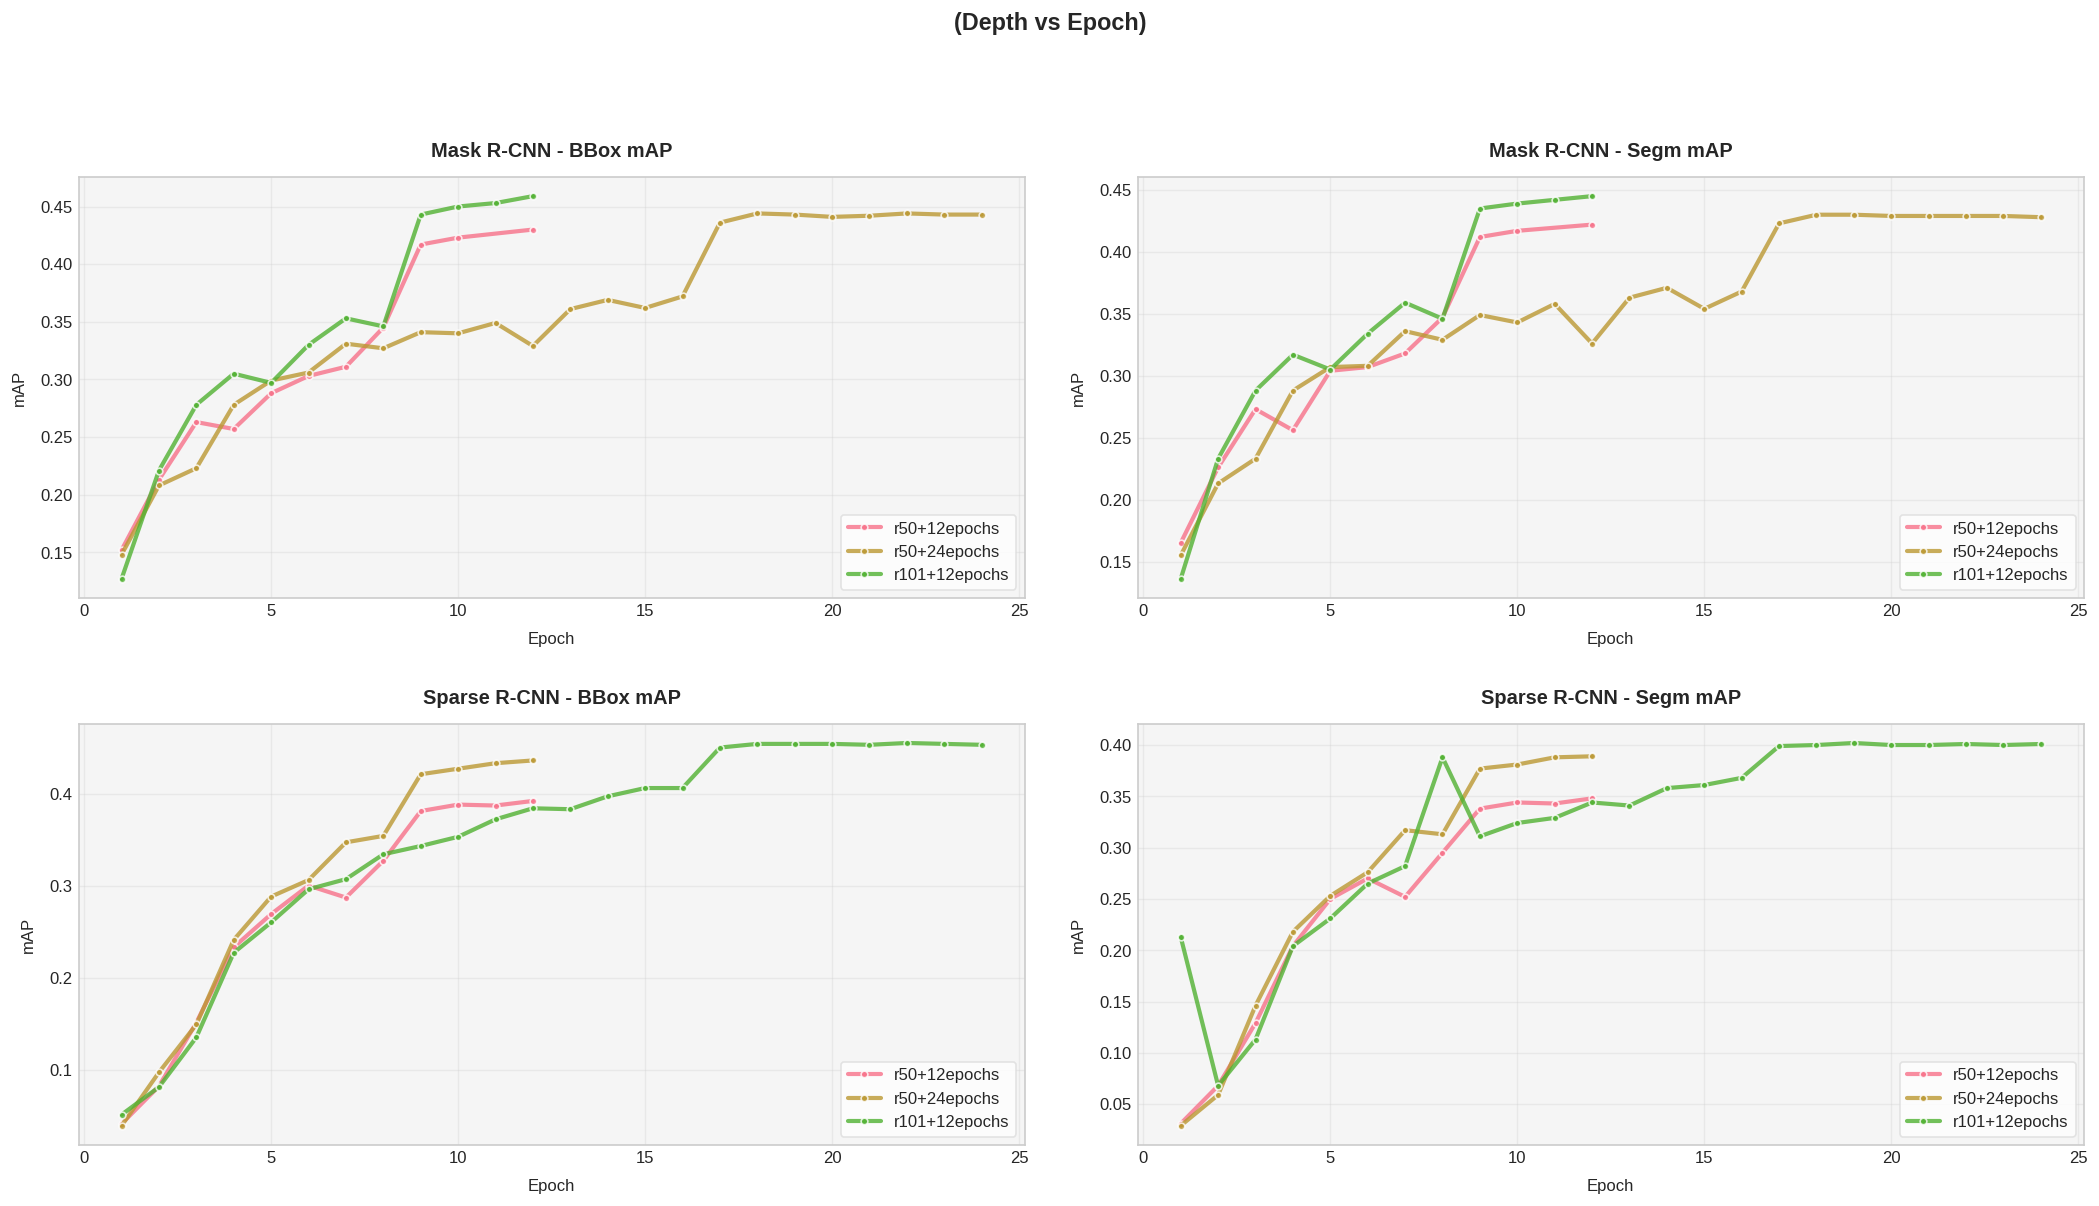 (Depth vs Epoch)
Mask R-CNN - BBox mAP
mAP
0.45
0.40
0.35
0.30
0.25
0.20
0.15
r50+12epochs
r50+24epochs
r101+12epochs
0 5 10 15 20 25
Epoch
Mask R-CNN - Segm mAP
mAP
0.45
0.40
0.35
0.30
0.25
0.20
0.15
r50+12epochs
r50+24epochs
r101+12epochs
0 5 10 15 20 25
Epoch
Sparse R-CNN - BBox mAP
mAP
0.4
0.3
0.2
0.1
r50+12epochs
r50+24epochs
r101+12epochs
0 5 10 15 20 25
Epoch
Sparse R-CNN - Segm mAP
mAP
0.40
0.35
0.30
0.25
0.20
0.15
0.10
0.05
r50+12epochs
r50+24epochs
r101+12epochs
0 5 10 15 20 25
Epoch